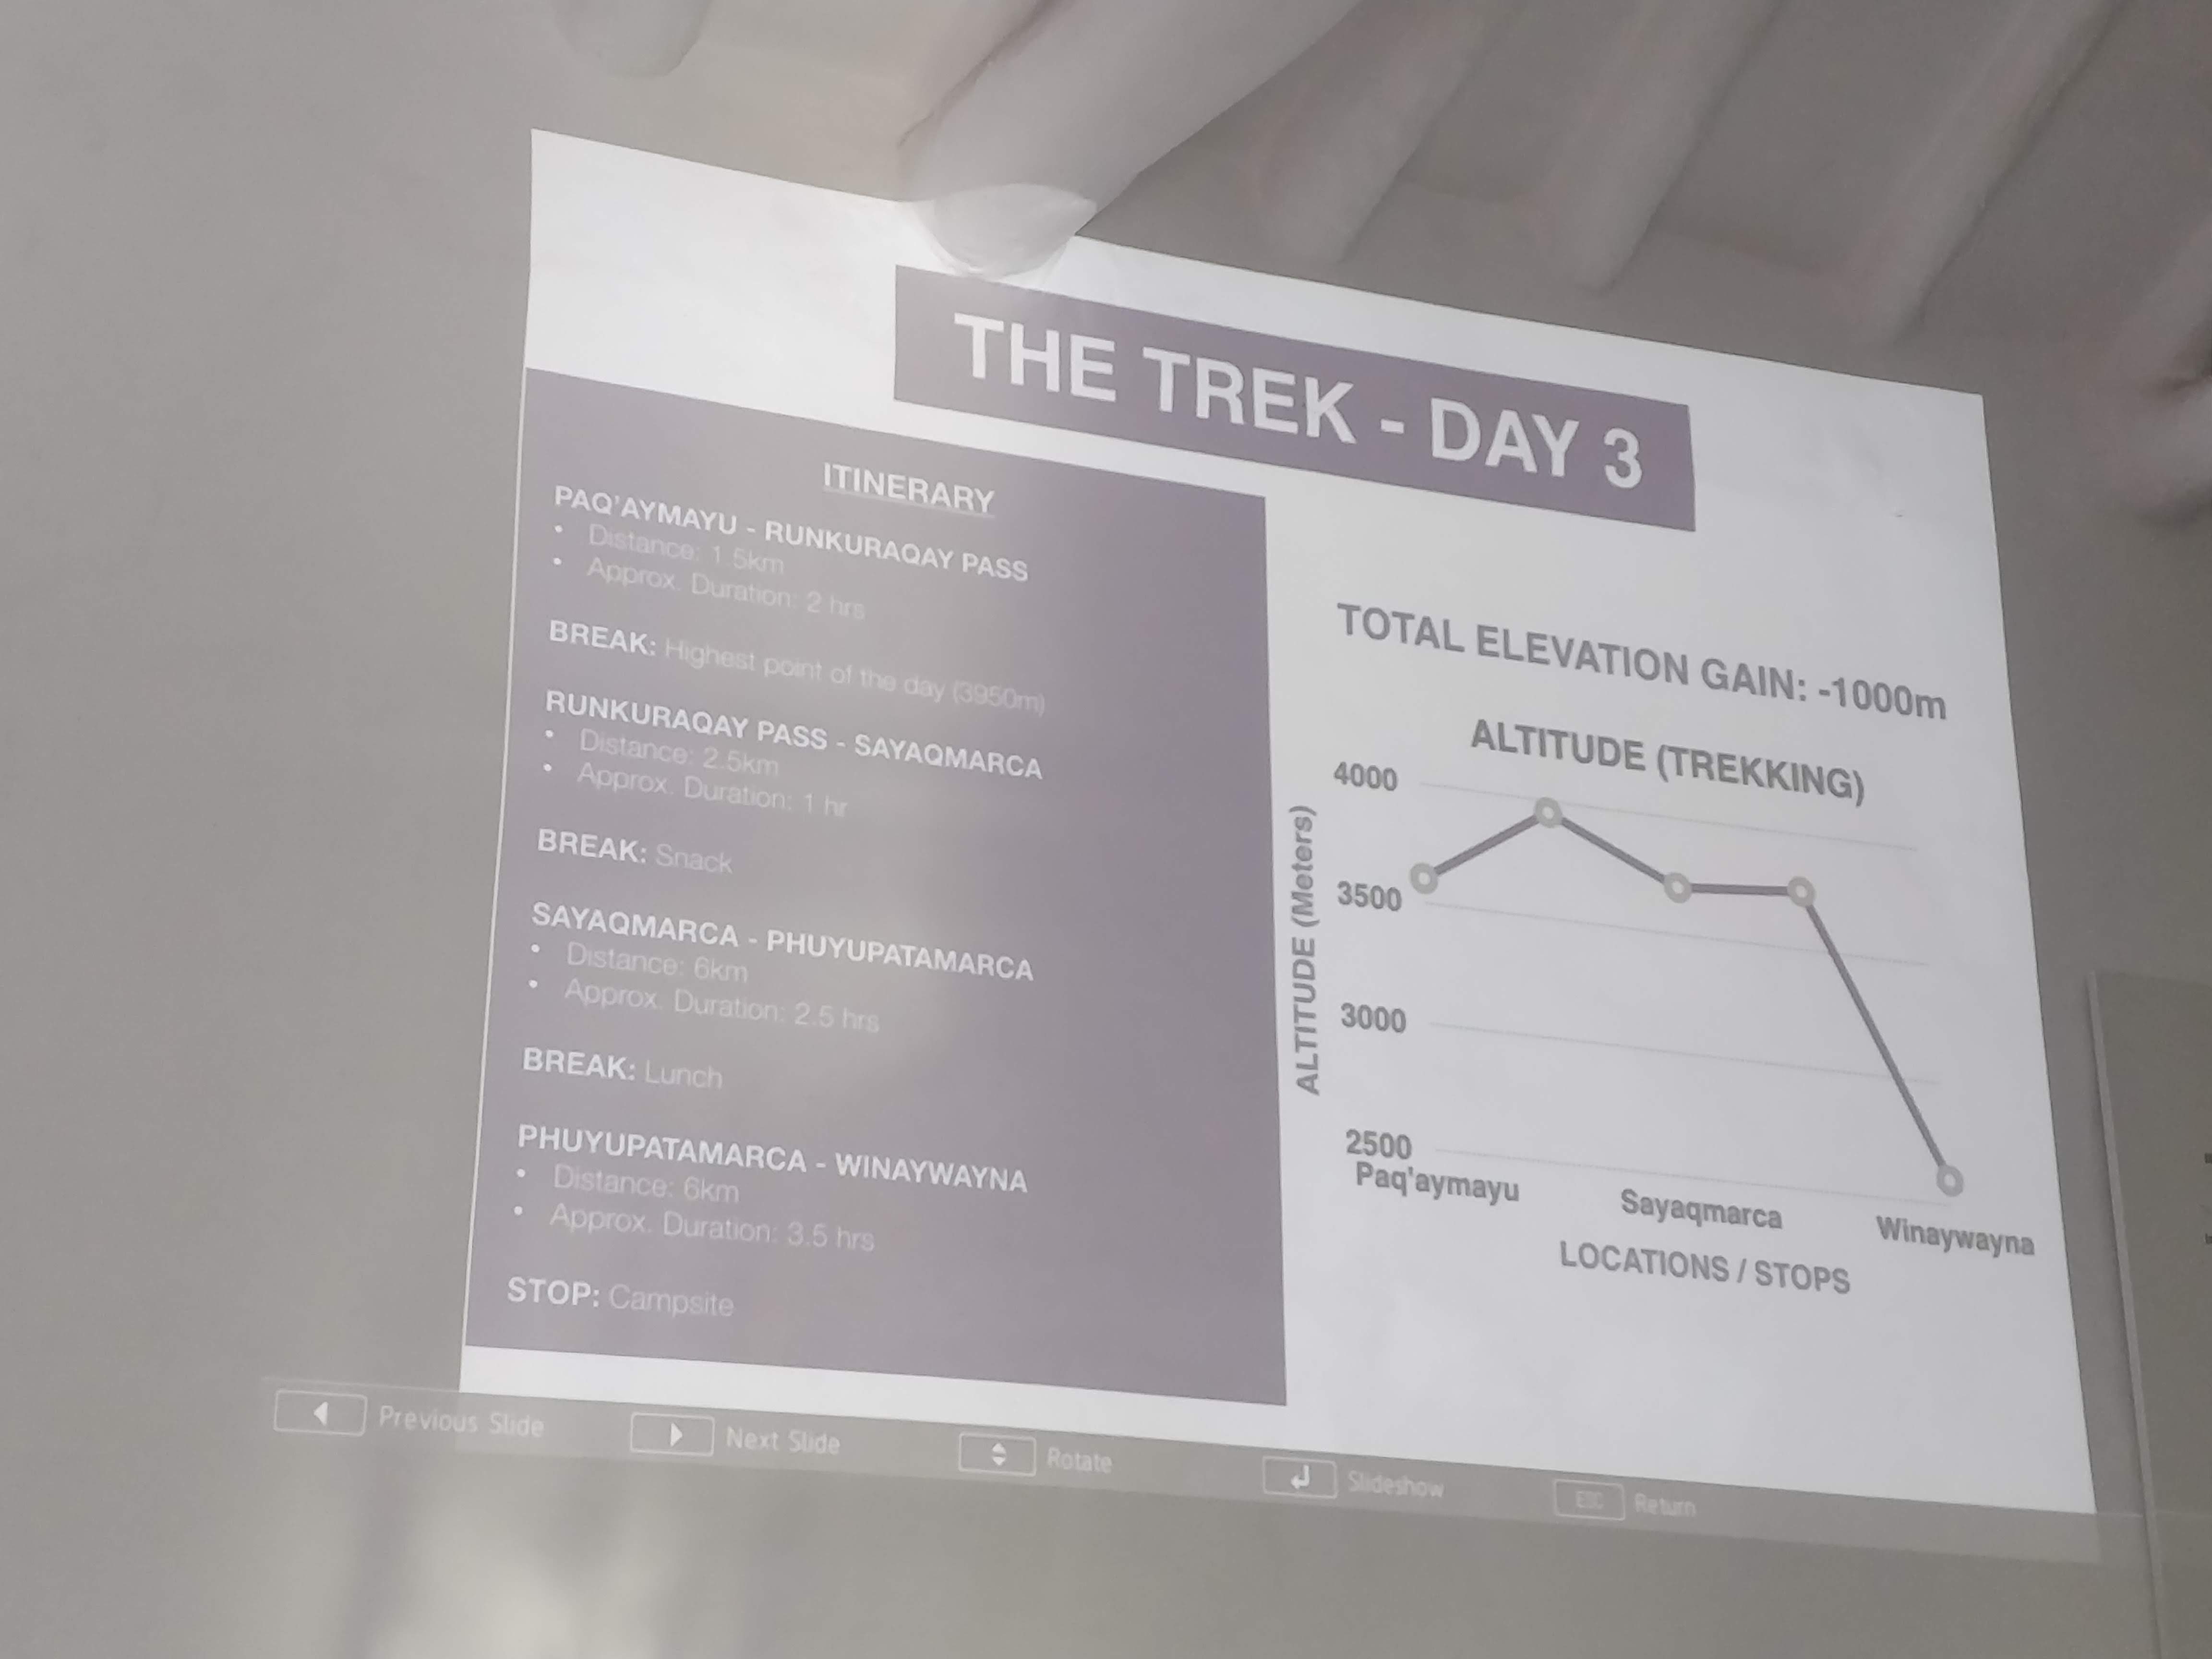 THE TREK - DAY 3
ITINERARY
PAQ'AYMAYU - RUNKURAQAY PASS
• Distance: 1.5km
• Approx. Duration: 2 hrs
BREAK: Highest point of the day (3950m)
RUNKURAQAY PASS - SAYAQMARCA
• Distance: 2.5km
• Approx. Duration: 1 hr
BREAK: Snack
SAYAQMARCA - PHUYUPATAMARCA
• Distance: 6km
• Approx. Duration: 2.5 hrs
BREAK: Lunch
PHUYUPATAMARCA - WINAYWAYNA
• Distance: 6km
• Approx. Duration: 3.5 hrs
STOP: Campsite
TOTAL ELEVATION GAIN: -1000m
ALTITUDE (TREKKING)
ALTITUDE (Meters)
4000
3500
3000
2500
Paq'aymayu Sayaqmarca Winaywayna
LOCATIONS / STOPS
Previous Slide Next Slide Rotate Slideshow ESC Return